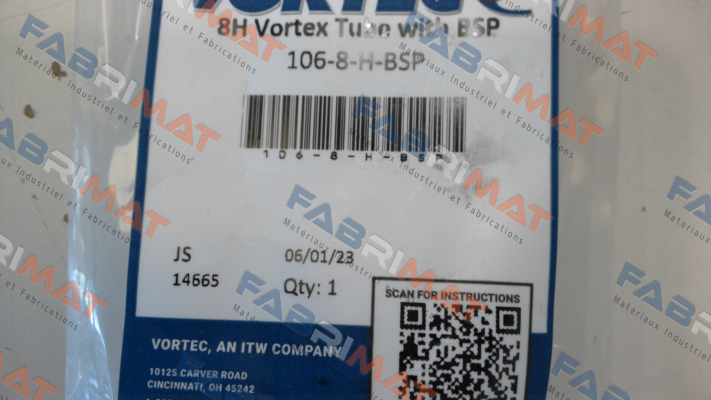 VORTEC
8H Vortex Tube with BSP
106-8-H-BSP
106-8-H-BSP
JS
06/01/23
14665
Qty: 1
SCAN FOR INSTRUCTIONS
VORTEC, AN ITW COMPANY
10125 CARVER ROAD
CINCINNATI, OH 45242
FABRIMAT
Materiaux Industriel et Fabrications